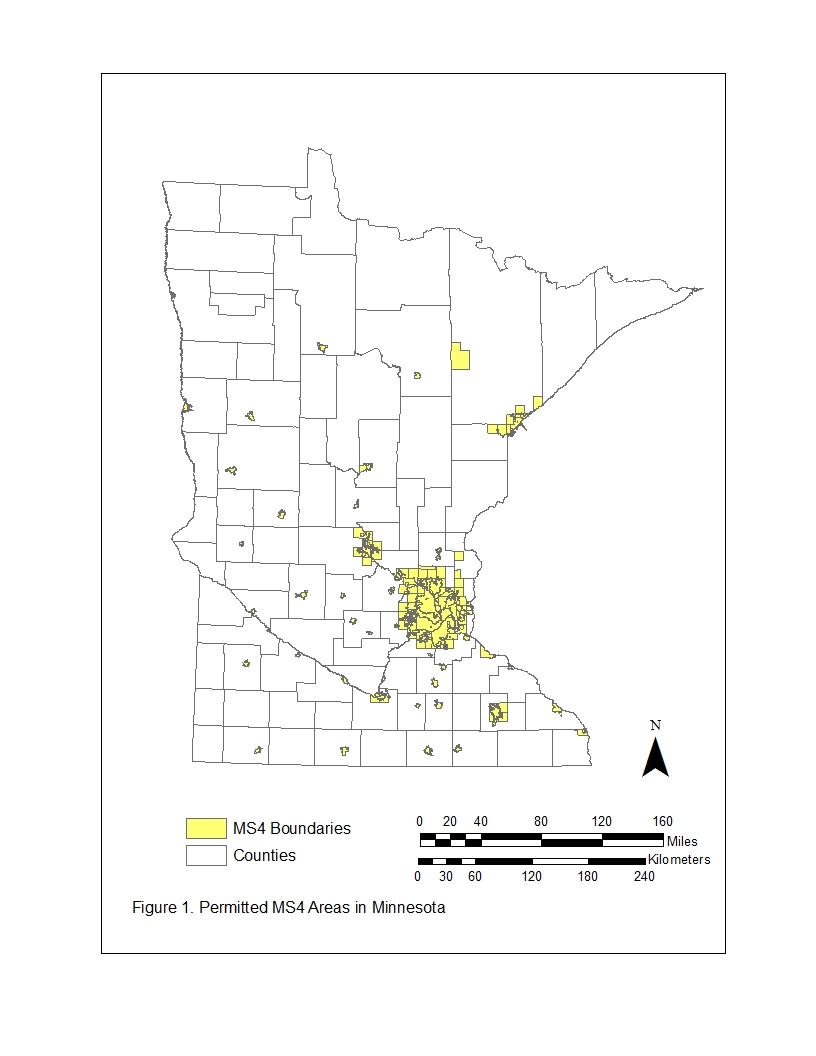 N
MS4 Boundaries
Counties
0 20 40 80 120 160
Miles
Kilometers
0 30 60 120 180 240
Figure 1. Permitted MS4 Areas in Minnesota